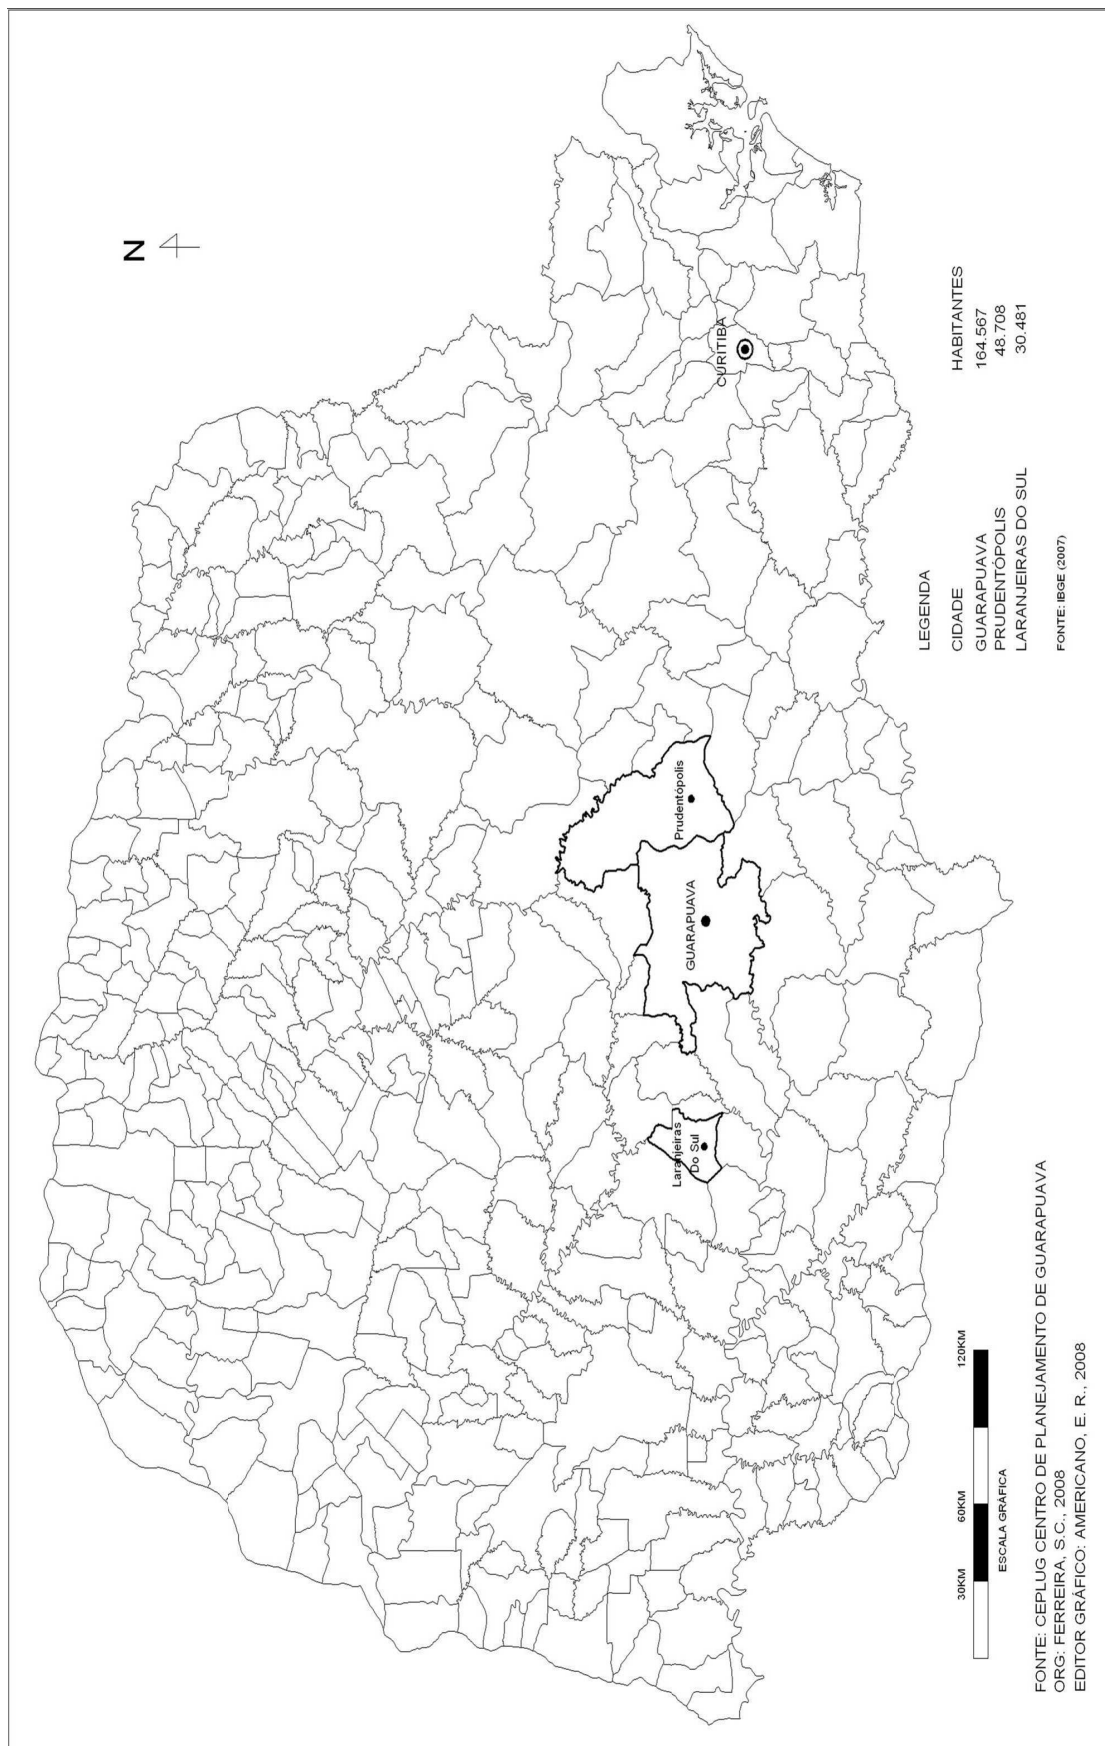 N
CURITIBA
Prudentópolis
GUARAPUAVA
Laranjeiras
Do Sul
LEGENDA
CIDADE HABITANTES
GUARAPUAVA 164.567
PRUDENTÓPOLIS 48.708
LARANJEIRAS DO SUL 30.481
FONTE: IBGE (2007)
30KM 60KM 120KM
ESCALA GRÁFICA
FONTE: CEPLUG CENTRO DE PLANEJAMENTO DE GUARAPUAVA
ORG: FERREIRA, S.C., 2008
EDITOR GRÁFICO: AMERICANO, E. R., 2008